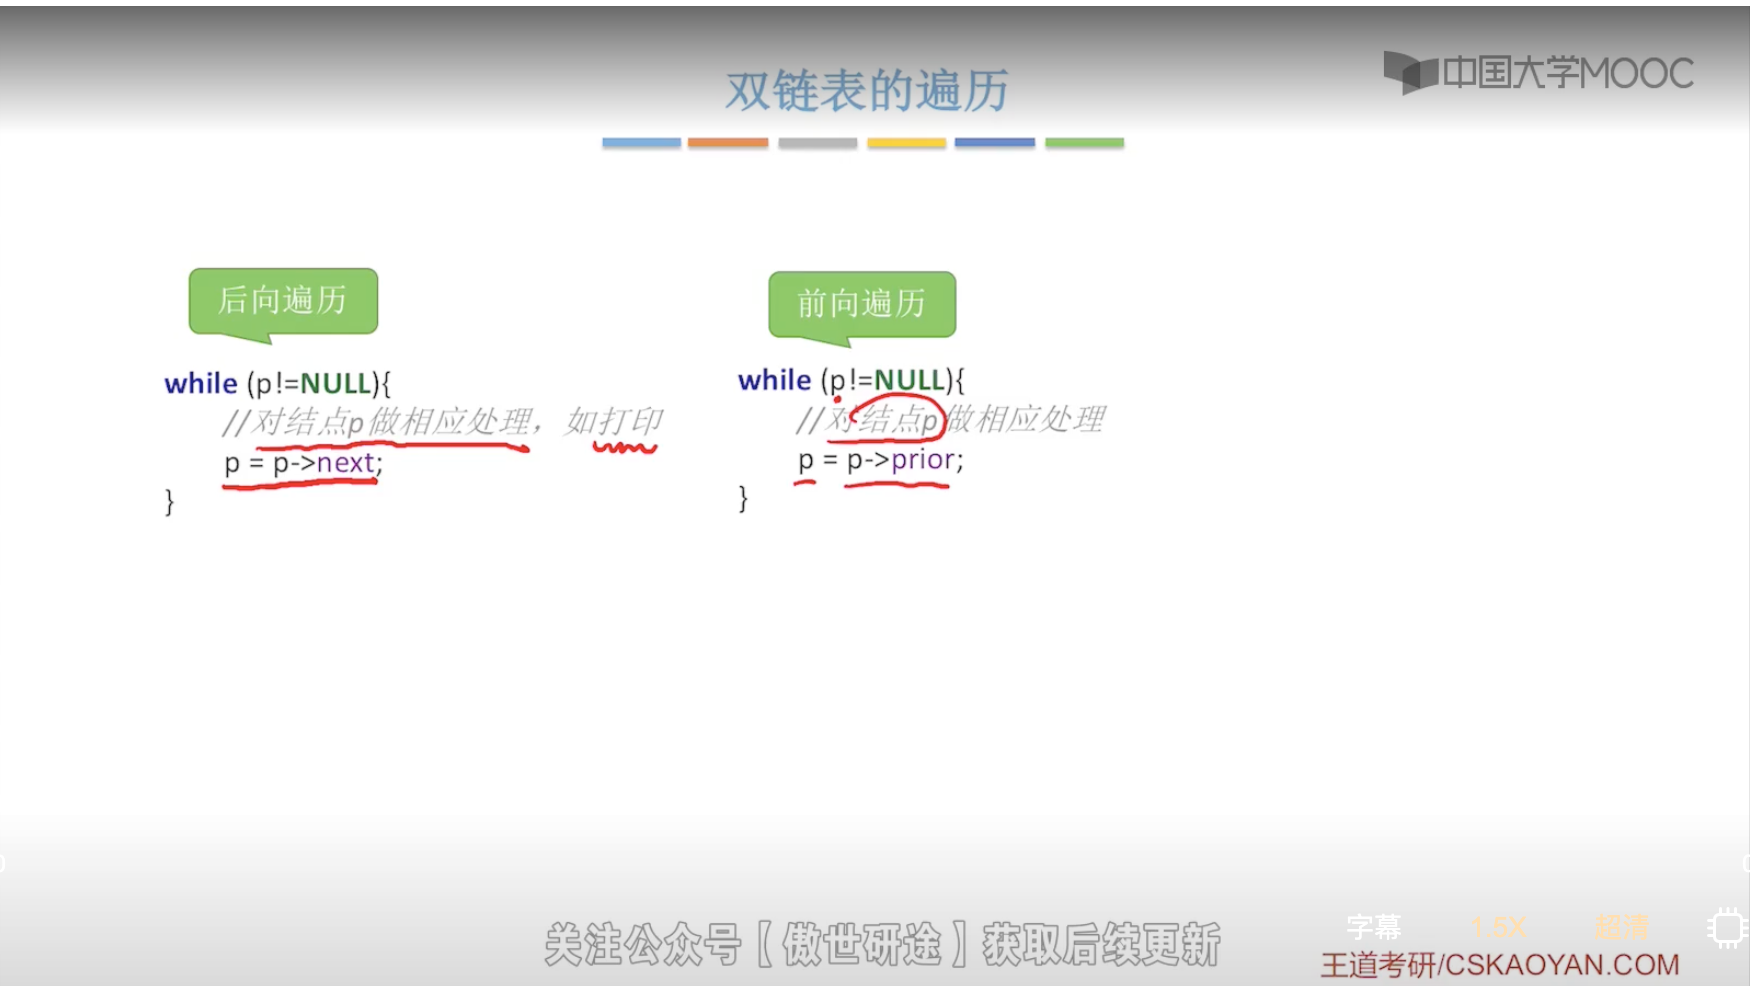 中国大学MOOC
双链表的遍历
后向遍历
while (p!=NULL){
//对结点p做相应处理，如打印
p = p->next;
}
前向遍历
while (p!=NULL){
//对结点p做相应处理
p = p->prior;
}
字幕 1.5X 超清
关注公众号【傲世研途】获取后续更新
王道考研/CSKAOYAN.COM